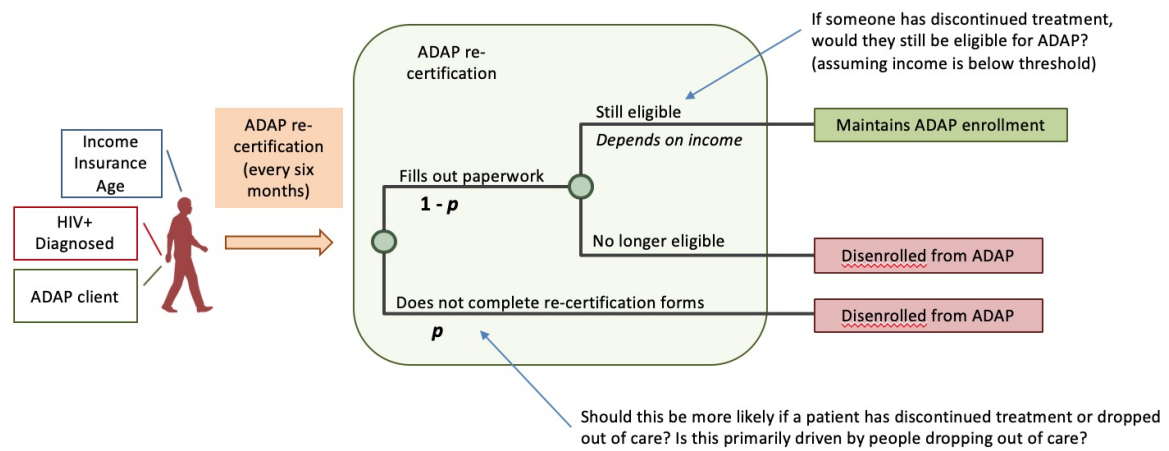 Income
Insurance
Age
HIV+
Diagnosed
ADAP client
ADAP re-
certification
(every six
months)
ADAP re-
certification
Fills out paperwork
1 - p
Still eligible
Depends on income
No longer eligible
Does not complete re-certification forms
p
If someone has discontinued treatment,
would they still be eligible for ADAP?
(assuming income is below threshold)
Maintains ADAP enrollment
Disenrolled from ADAP
Disenrolled from ADAP
Should this be more likely if a patient has discontinued treatment or dropped
out of care? Is this primarily driven by people dropping out of care?